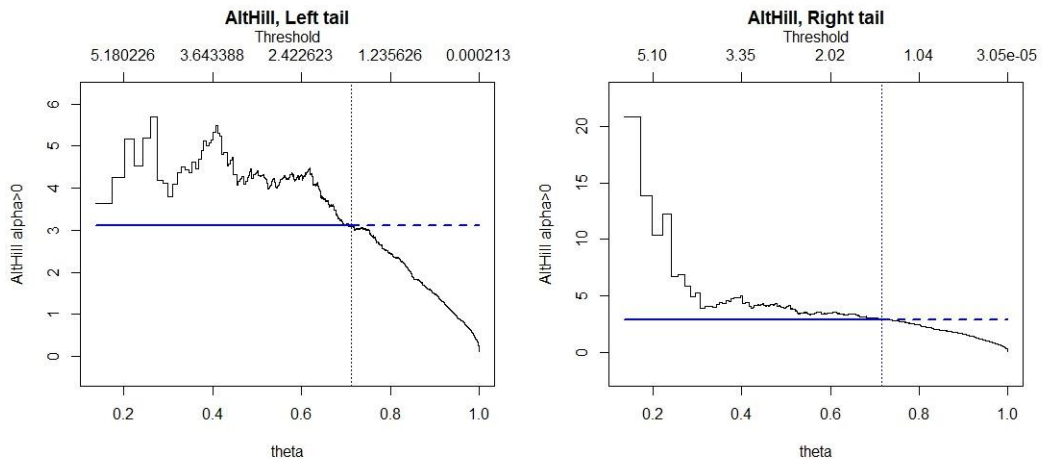 AltHill, Left tail
Threshold
5.180226 3.643388 2.422623 1.235626 0.000213
AltHill alpha>0
6
5
4
3
2
1
0
0.2 0.4 0.6 0.8 1.0
theta
AltHill, Right tail
Threshold
5.10 3.35 2.02 1.04 3.05e-05
AltHill alpha>0
20
15
10
5
0
0.2 0.4 0.6 0.8 1.0
theta